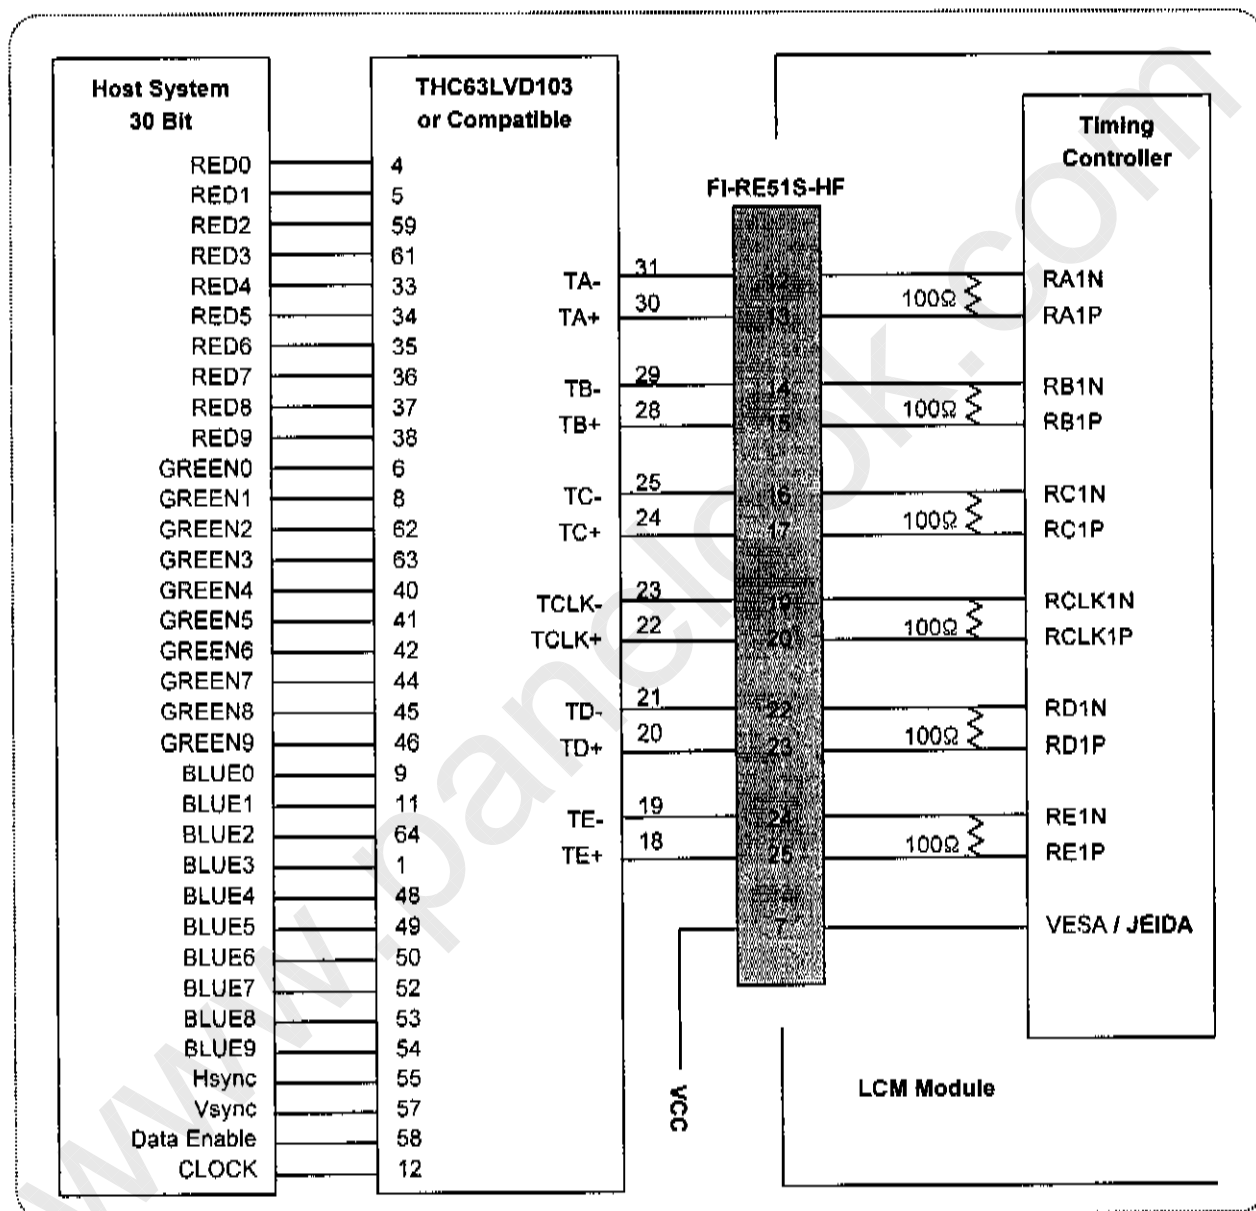 Host System
30 Bit
RED0
RED1
RED2
RED3
RED4
RED5
RED6
RED7
RED8
RED9
GREEN0
GREEN1
GREEN2
GREEN3
GREEN4
GREEN5
GREEN6
GREEN7
GREEN8
GREEN9
BLUE0
BLUE1
BLUE2
BLUE3
BLUE4
BLUE5
BLUE6
BLUE7
BLUE8
BLUE9
Hsync
Vsync
Data Enable
CLOCK
THC63LVD103
or Compatible
4
5
59
61
33
34
35
36
37
38
6
8
62
63
40
41
42
44
45
46
9
11
64
1
48
49
50
52
53
54
55
57
58
12
TA-
TA+
TB-
TB+
TC-
TC+
TCLK-
TCLK+
TD-
TD+
TE-
TE+
31
30
29
28
25
24
23
22
21
20
19
18
FI-RE51S-HF
12
13
14
15
16
17
19
20
22
23
24
25
7
VCC
100Ω
100Ω
100Ω
100Ω
100Ω
100Ω
Timing
Controller
RA1N
RA1P
RB1N
RB1P
RC1N
RC1P
RCLK1N
RCLK1P
RD1N
RD1P
RE1N
RE1P
VESA / JEIDA
LCM Module
www.panelook.com